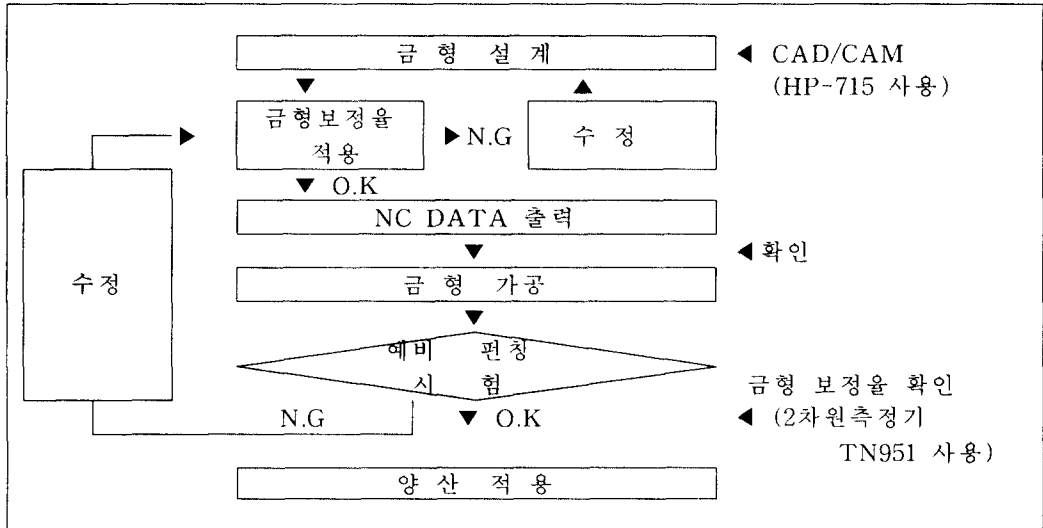 금 형 설 계
◀ CAD/CAM
(HP-715 사용)
금형보정율
적용
▶ N.G
수 정
▼ O.K
NC DATA 출력
◀ 확인
금 형 가공
수정
예비 펀칭
시 험
N.G
▼ O.K
금형 보정율 확인
◀ (2차원측정기
TN951 사용)
양 산 적 용